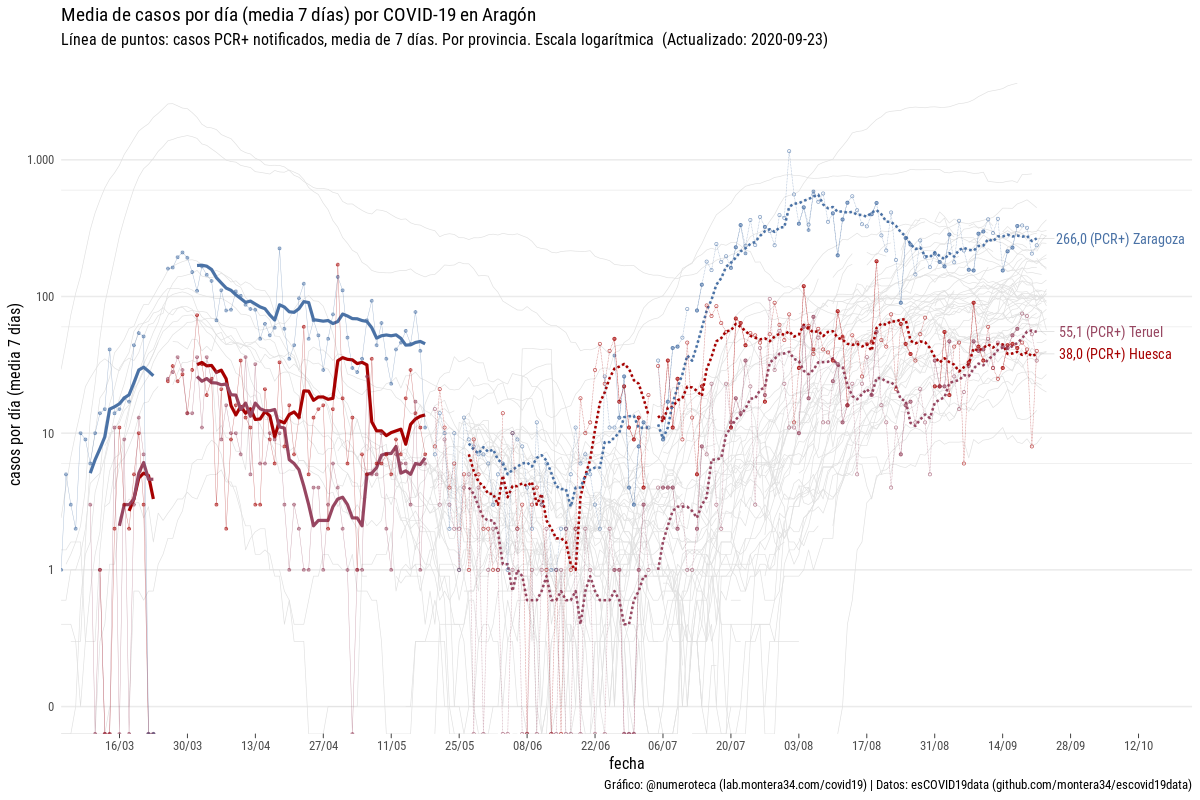 Media de casos por día (media 7 días) por COVID-19 en Aragón
Línea de puntos: casos PCR+ notificados, media de 7 días. Por provincia. Escala logarítmica  (Actualizado: 2020-09-23)
casos por día (media 7 días)
1.000
100
10
1
0
266,0 (PCR+) Zaragoza
55,1 (PCR+) Teruel
38,0 (PCR+) Huesca
16/03 30/03 13/04 27/04 11/05 25/05 08/06 22/06 06/07 20/07 03/08 17/08 31/08 14/09 28/09 12/10
fecha
Gráfico: @numeroteca (lab.montera34.com/covid19) | Datos: esCOVID19data (github.com/montera34/escovid19data)